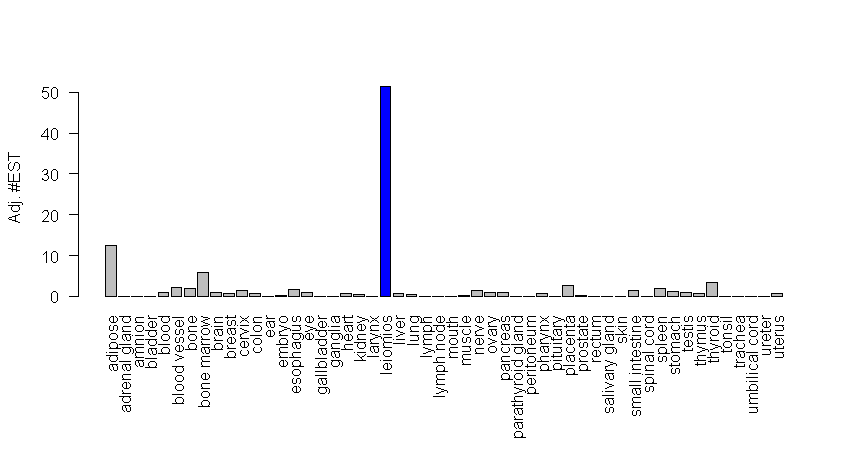 Adj. #EST
50
40
30
20
10
0
adipose
adrenal gland
amnion
bladder
blood
blood vessel
bone
bone marrow
brain
breast
cervix
colon
ear
embryo
esophagus
eye
gallbladder
ganglia
heart
kidney
larynx
leiomios
liver
lung
lymph
lymph node
mouth
muscle
nerve
ovary
pancreas
parathyroid gland
peritoneum
pharynx
pituitary
placenta
prostate
rectum
salivary gland
skin
small intestine
spinal cord
spleen
stomach
testis
thymus
thyroid
tonsil
trachea
umbilical cord
ureter
uterus